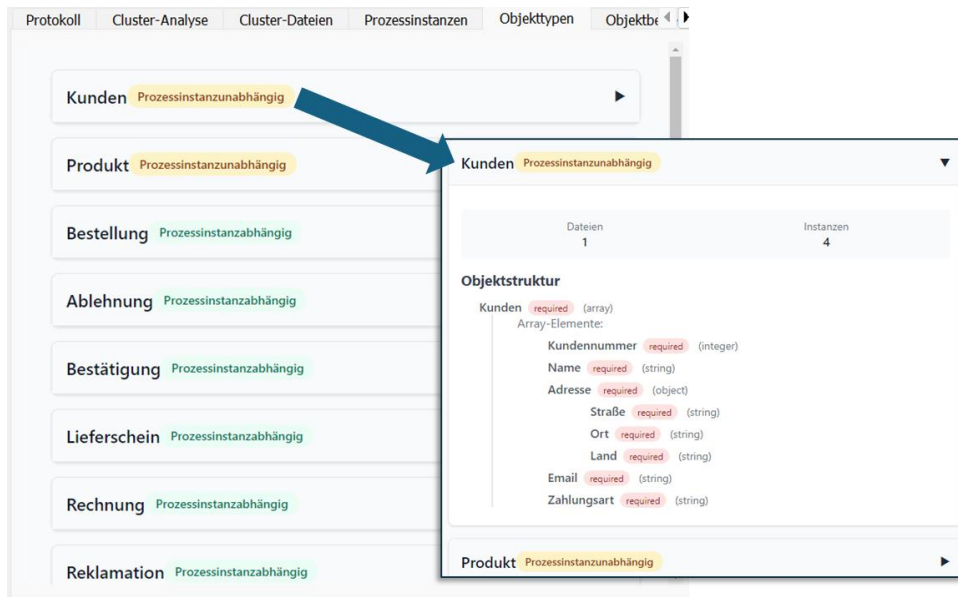 Protokoll Cluster-Analyse Cluster-Dateien Prozessinstanzen Objekttypen Objektbe
Kunden Prozessinstanzunabhängig
Produkt Prozessinstanzunabhängig
Bestellung Prozessinstanzabhängig
Ablehnung Prozessinstanzabhängig
Bestätigung Prozessinstanzabhängig
Lieferschein Prozessinstanzabhängig
Rechnung Prozessinstanzabhängig
Reklamation Prozessinstanzabhängig
Kunden Prozessinstanzunabhängig
Dateien Instanzen
1 4
Objektstruktur
Kunden required (array)
Array-Elemente:
Kundennummer required (integer)
Name required (string)
Adresse required (object)
Straße required (string)
Ort required (string)
Land required (string)
Email required (string)
Zahlungsart required (string)
Produkt Prozessinstanzunabhängig